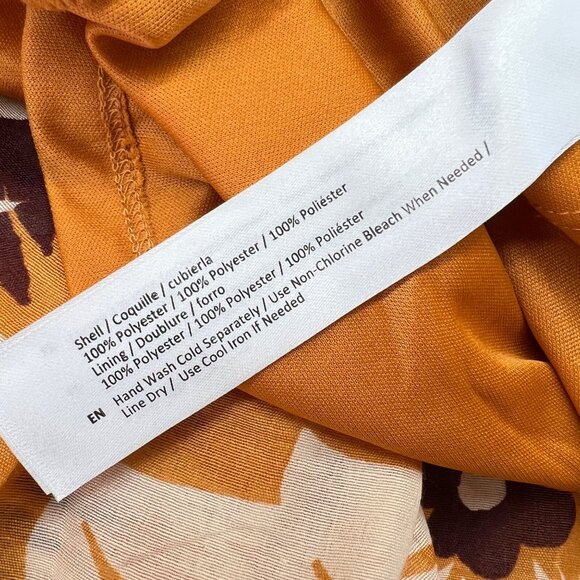 Shell / Coquille / cubierla
100% Polyester / 100% Polyester / 100% Poliéster
Lining / Doublure / forro
100% Polyester / 100% Polyester / 100% Poliéster
EN Hand Wash Cold Separately / Use Non-Chlorine Bleach When Needed /
Line Dry / Use Cool Iron If Needed